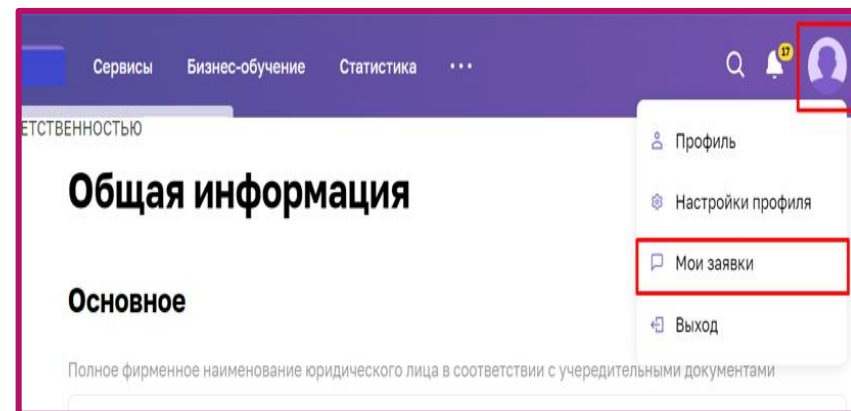 Сервисы Бизнес-обучение Статистика ··· 17
ЕТСТВЕННОСТЬЮ
Профиль
Общая информация
Настройки профиля
Мои заявки
Основное
Выход
Полное фирменное наименование юридического лица в соответствии с учредительными документами